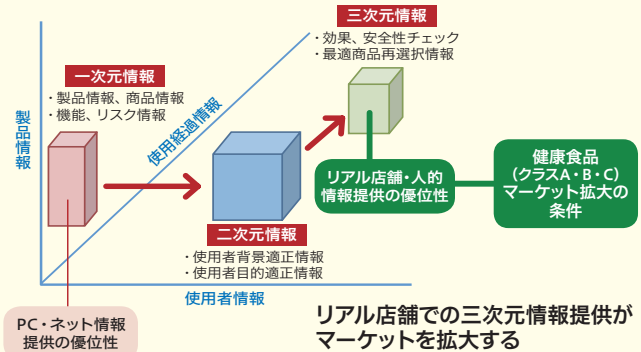 三次元情報
・効果、安全性チェック
・最適商品再選択情報
一次元情報
・製品情報、商品情報
・機能、リスク情報
製品情報
使用経過情報
リアル店舗・人的
情報提供の優位性
健康食品
(クラスA・B・C)
マーケット拡大の
条件
二次元情報
・使用者背景適正情報
・使用者目的適正情報
使用者情報
PC・ネット情報
提供の優位性
リアル店舗での三次元情報提供が
マーケットを拡大する